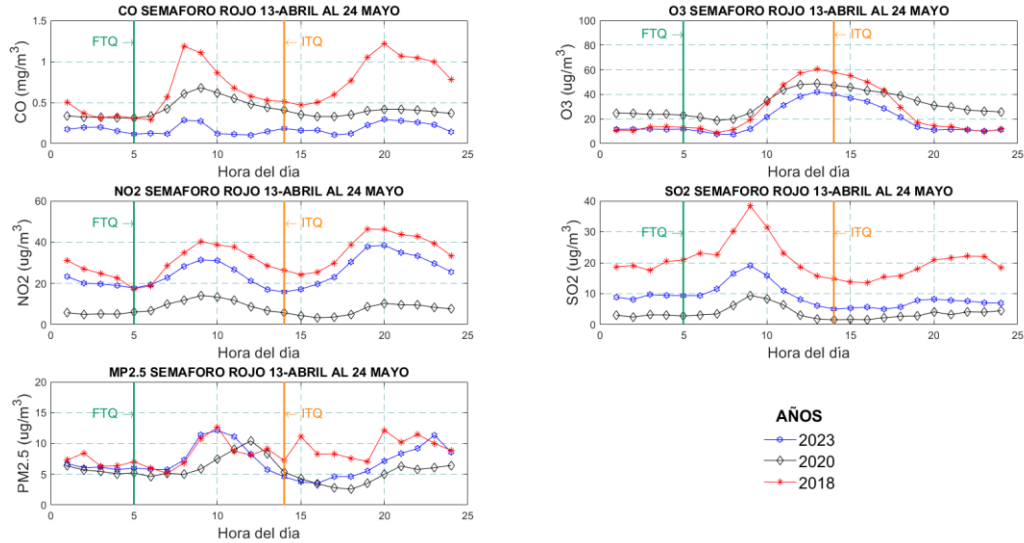 CO SEMAFORO ROJO 13-ABRIL AL 24 MAYO
1.5
1
0.5
0
CO (mg/m³)
FTQ
ITQ
0 5 10 15 20 25
Hora del dìa
O3 SEMAFORO ROJO 13-ABRIL AL 24 MAYO
100
80
60
40
20
0
O3 (ug/m³)
FTQ
ITQ
0 5 10 15 20 25
Hora del dìa
NO2 SEMAFORO ROJO 13-ABRIL AL 24 MAYO
60
40
20
0
NO2 (ug/m³)
FTQ
ITQ
0 5 10 15 20 25
Hora del dìa
SO2 SEMAFORO ROJO 13-ABRIL AL 24 MAYO
40
30
20
10
0
SO2 (ug/m³)
FTQ
ITQ
0 5 10 15 20 25
Hora del dìa
MP2.5 SEMAFORO ROJO 13-ABRIL AL 24 MAYO
20
15
10
5
0
PM2.5 (ug/m³)
FTQ
ITQ
0 5 10 15 20 25
Hora del dìa
AÑOS
2023
2020
2018